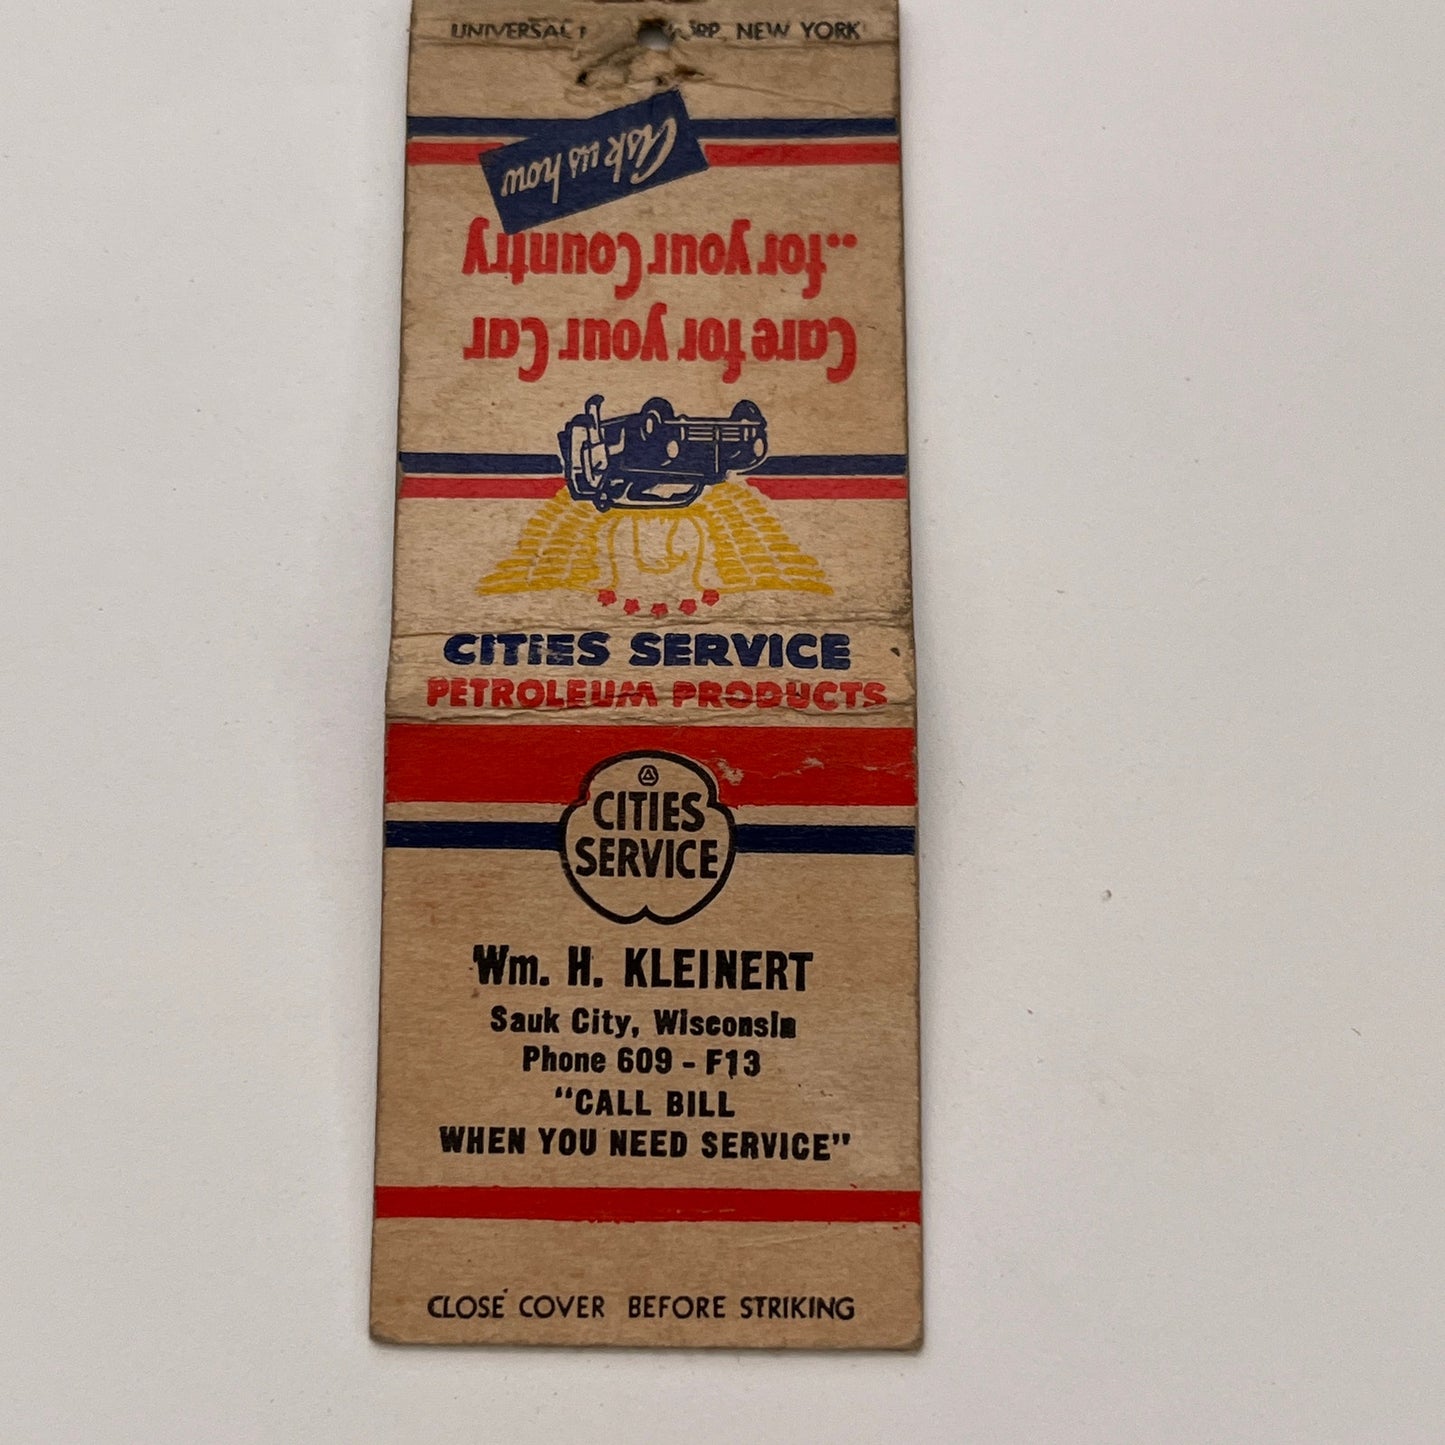 UNIVERSAL CORP. NEW YORK
Ask us how
Care for your Car
..for your Country
CITIES SERVICE
PETROLEUM PRODUCTS
CITIES
SERVICE
Wm. H. KLEINERT
Sauk City, Wisconsin
Phone 609 - F13
"CALL BILL
WHEN YOU NEED SERVICE"
CLOSE COVER BEFORE STRIKING